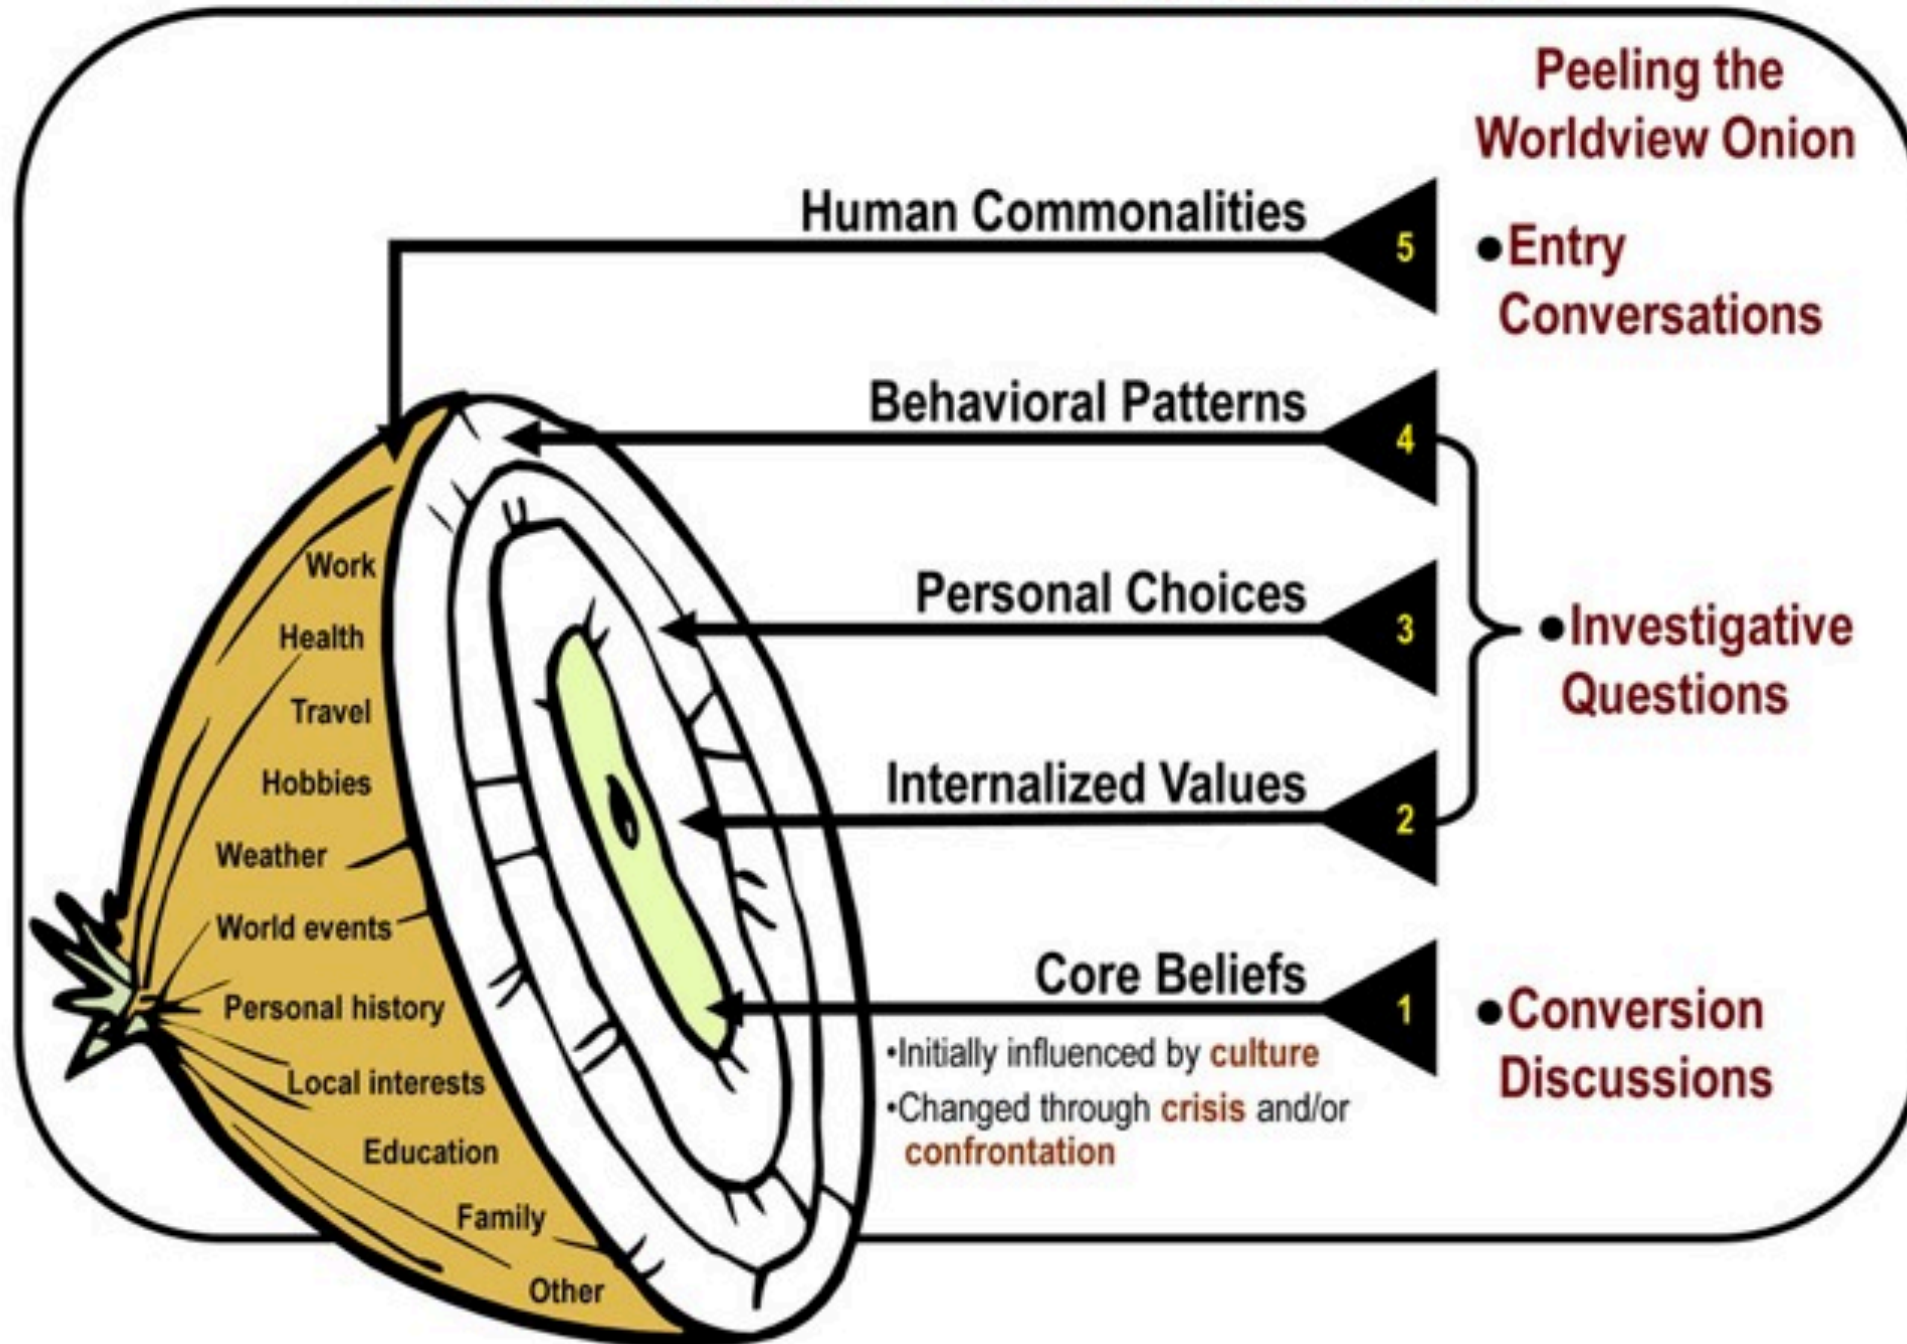 Peeling the
Worldview Onion
Human Commonalities
5
•Entry
Conversations
Behavioral Patterns
4
Personal Choices
3
•Investigative
Questions
Internalized Values
2
Core Beliefs
1
•Conversion
Discussions
•Initially influenced by culture
•Changed through crisis and/or
confrontation
Work
Health
Travel
Hobbies
Weather
World events
Personal history
Local interests
Education
Family
Other